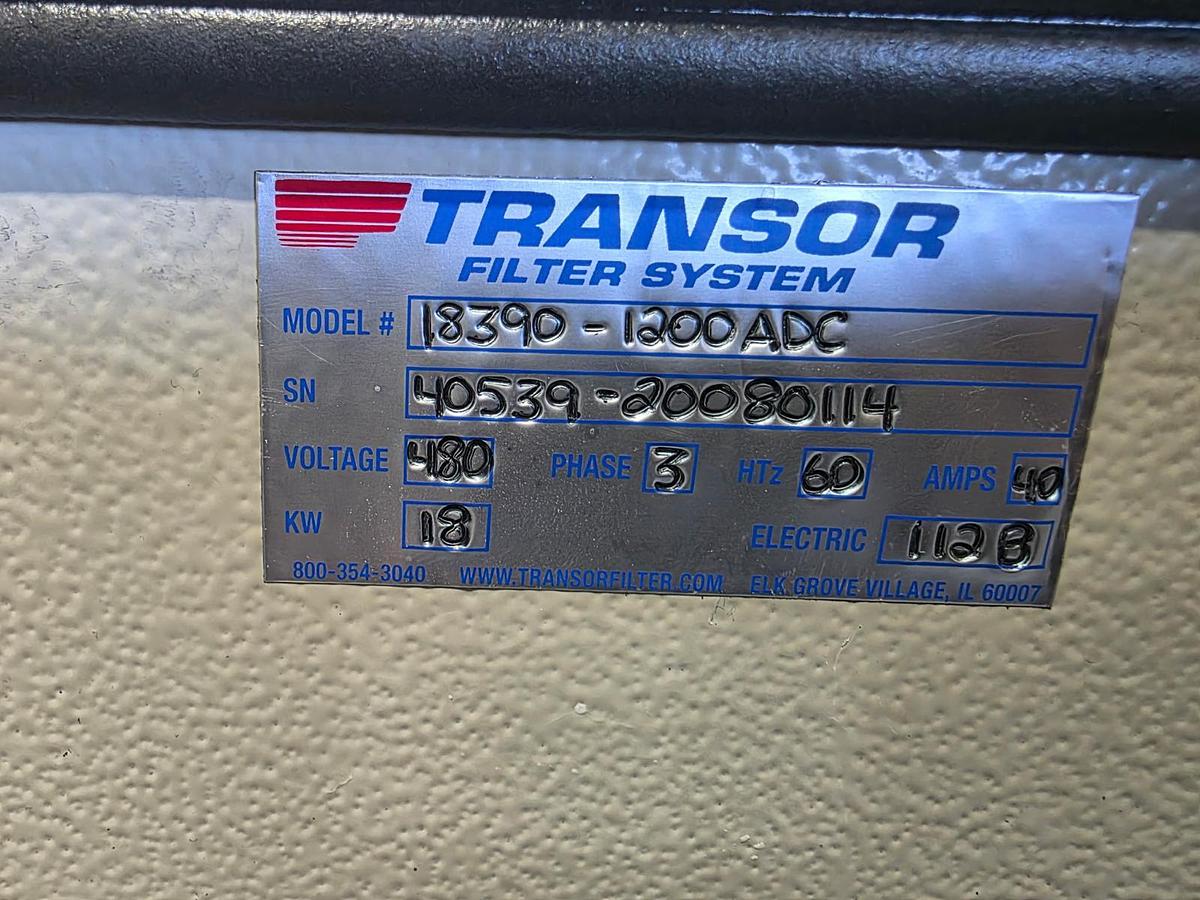 TRANSOR
FILTER SYSTEM
MODEL # 18390-1200ADC
SN 40539-20080114
VOLTAGE 480 PHASE 3 HTz 60 AMPS 40
KW 18 ELECTRIC 112B
800-354-3040 WWW.TRANSORFILTER.COM ELK GROVE VILLAGE, IL 60007